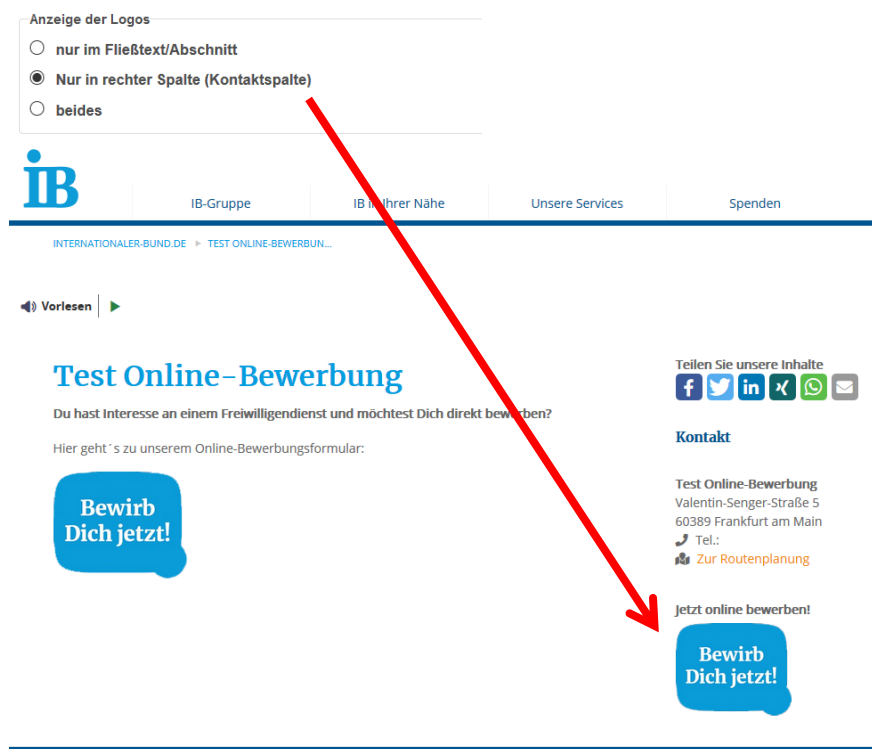 Anzeige der Logos
nur im Fließtext/Abschnitt
Nur in rechter Spalte (Kontaktspalte)
beides
IB
IB-Gruppe
IB in Ihrer Nähe
Unsere Services
Spenden
INTERNATIONALER-BUND.DE ▶ TEST ONLINE-BEWERBUN...
Vorlesen
Test Online-Bewerbung
Du hast Interesse an einem Freiwilligendienst und möchtest Dich direkt bewerben?
Hier geht´s zu unserem Online-Bewerbungsformular:
Bewirb
Dich jetzt!
Teilen Sie unsere Inhalte
Kontakt
Test Online-Bewerbung
Valentin-Senger-Straße 5
60389 Frankfurt am Main
Tel.:
Zur Routenplanung
Jetzt online bewerben!
Bewirb
Dich jetzt!